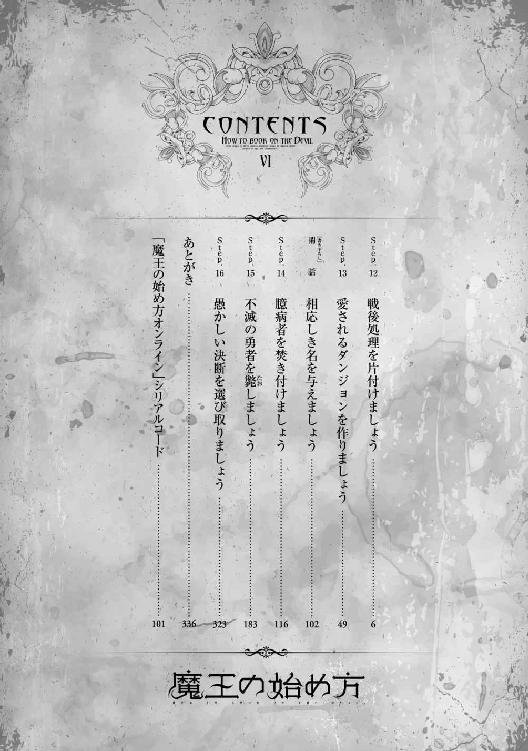 CONTENTS
HOW TO BOOK ON THE DEVIL
VI
Step.12 戦後処理を片付けましょう 6
Step.13 愛されるダンジョンを作りましょう 49
閑話 相応しき名を与えましょう 102
Step.14 臆病者を焚き付けましょう 116
Step.15 不滅の勇者を斃しましょう 183
Step.16 愚かしい決断を選び取りましょう 323
あとがき 336
「魔王の始め方オンライン」シリアルコード 101
魔王の始め方